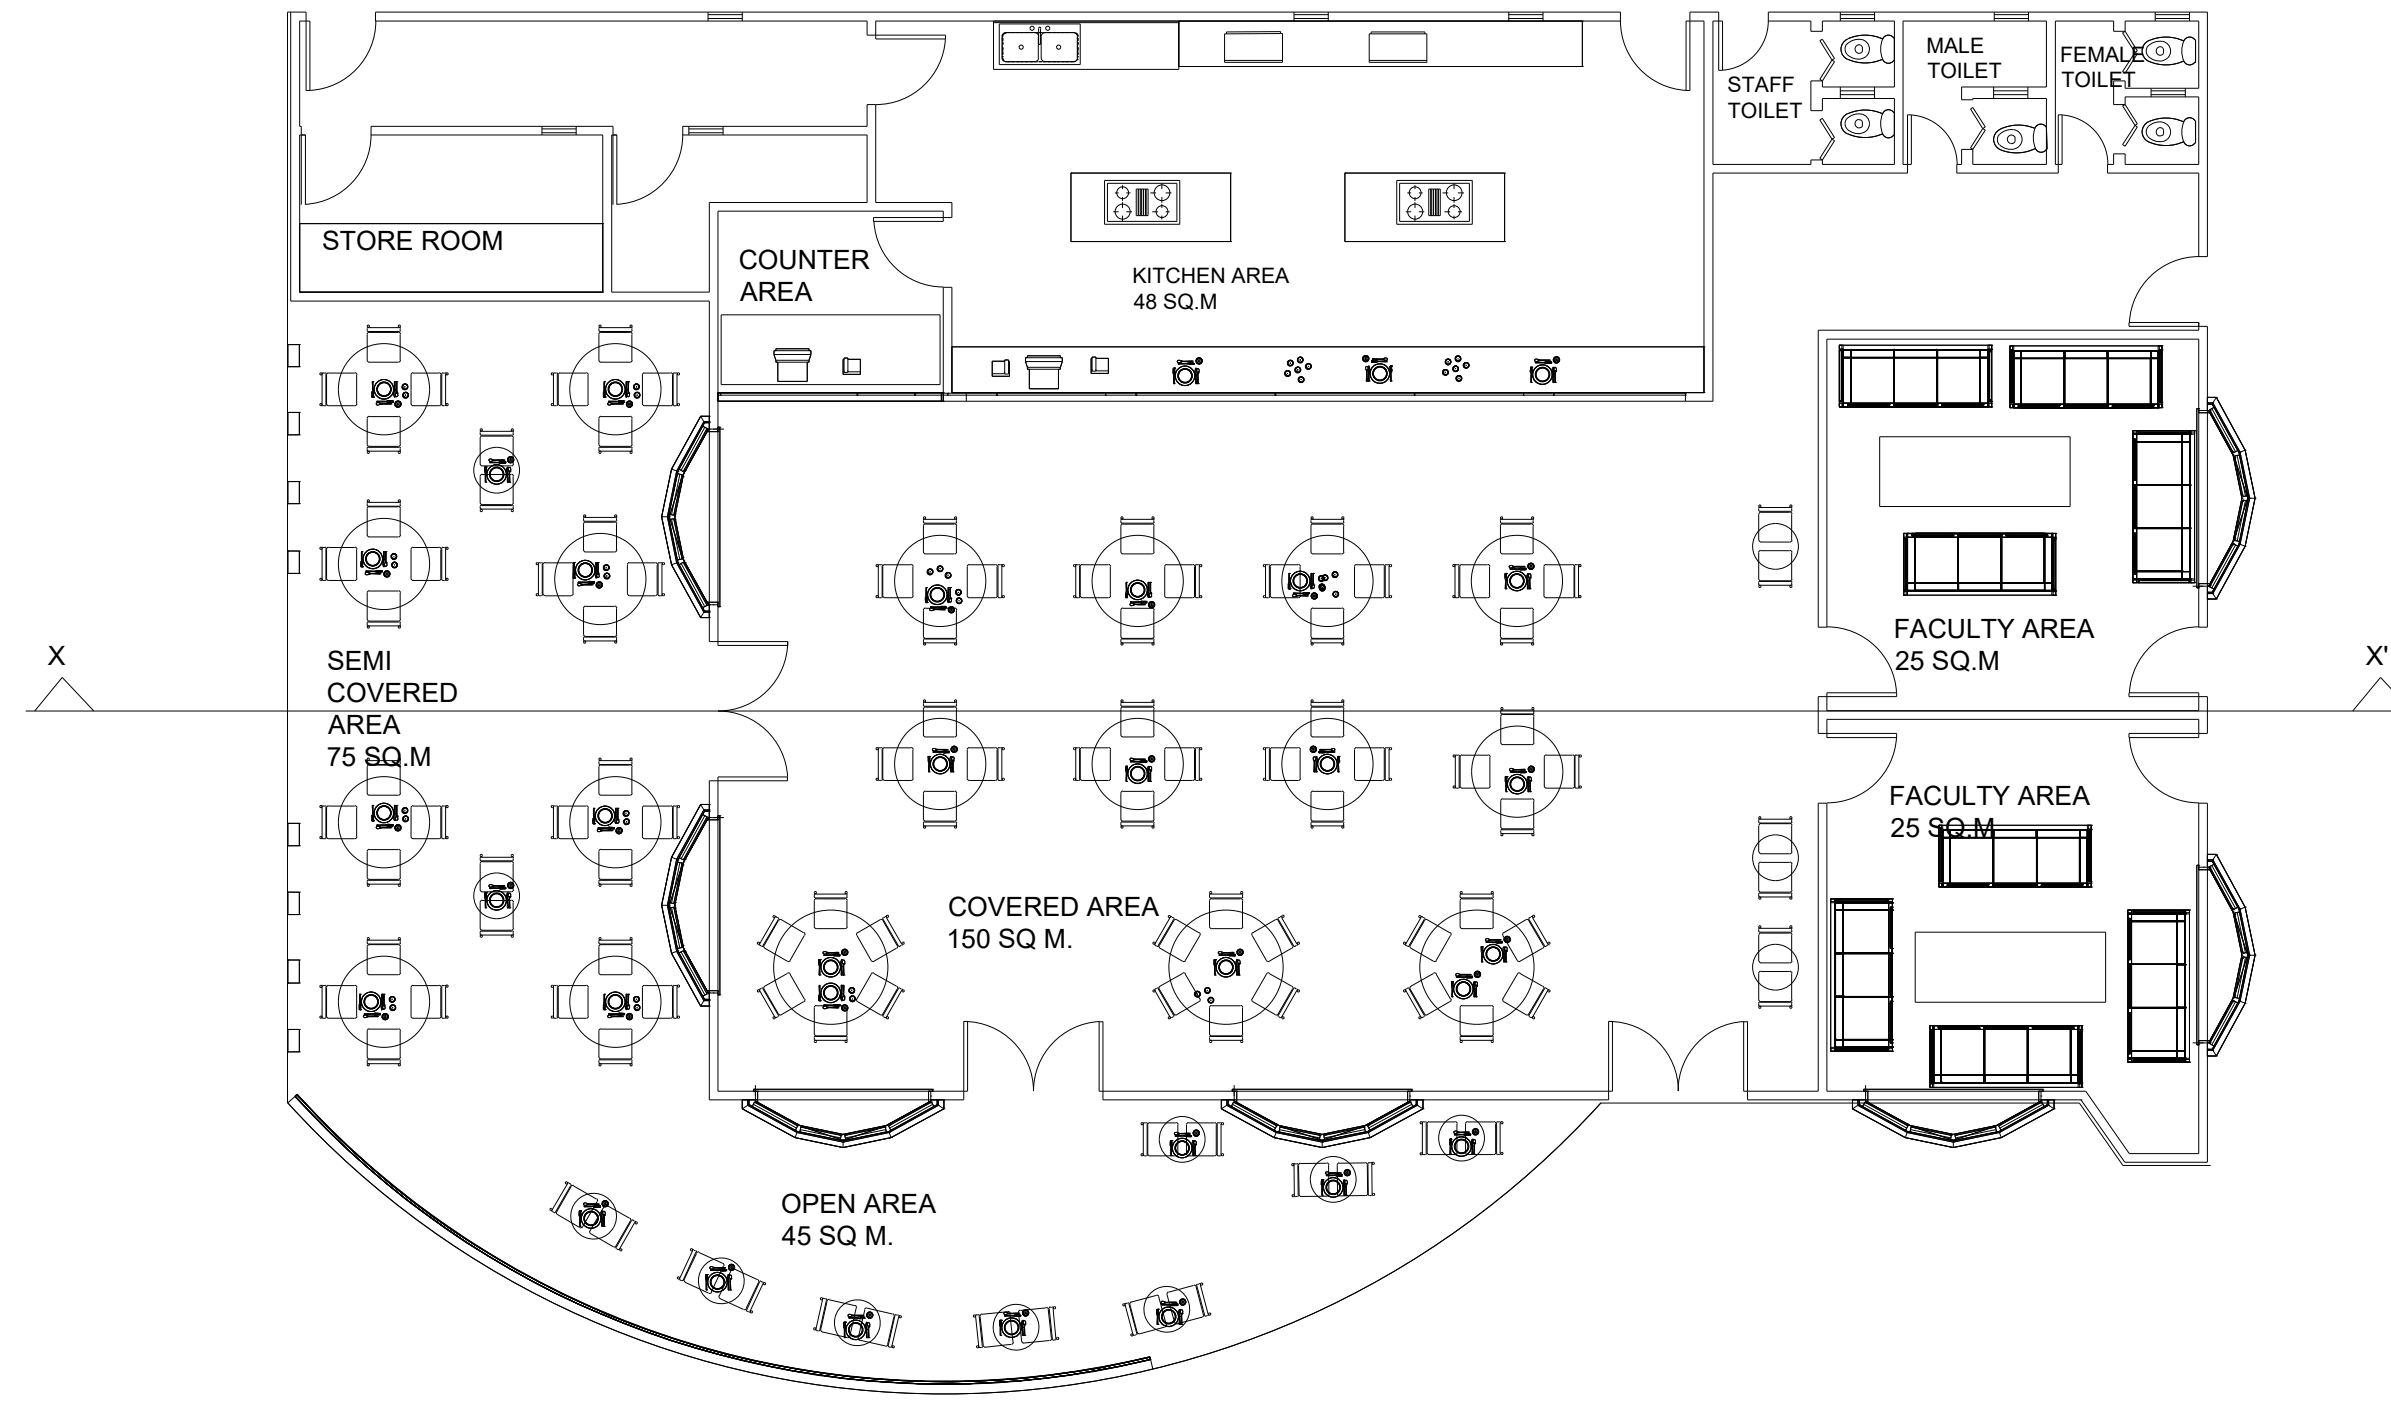 MALE
TOILET
FEMALE
TOILET
STAFF
TOILET
STORE ROOM
COUNTER
AREA
KITCHEN AREA
48 SQ.M
FACULTY AREA
25 SQ.M
X
X'
SEMI
COVERED
AREA
75 SQ.M
FACULTY AREA
25 SQ.M
COVERED AREA
150 SQ M.
OPEN AREA
45 SQ M.